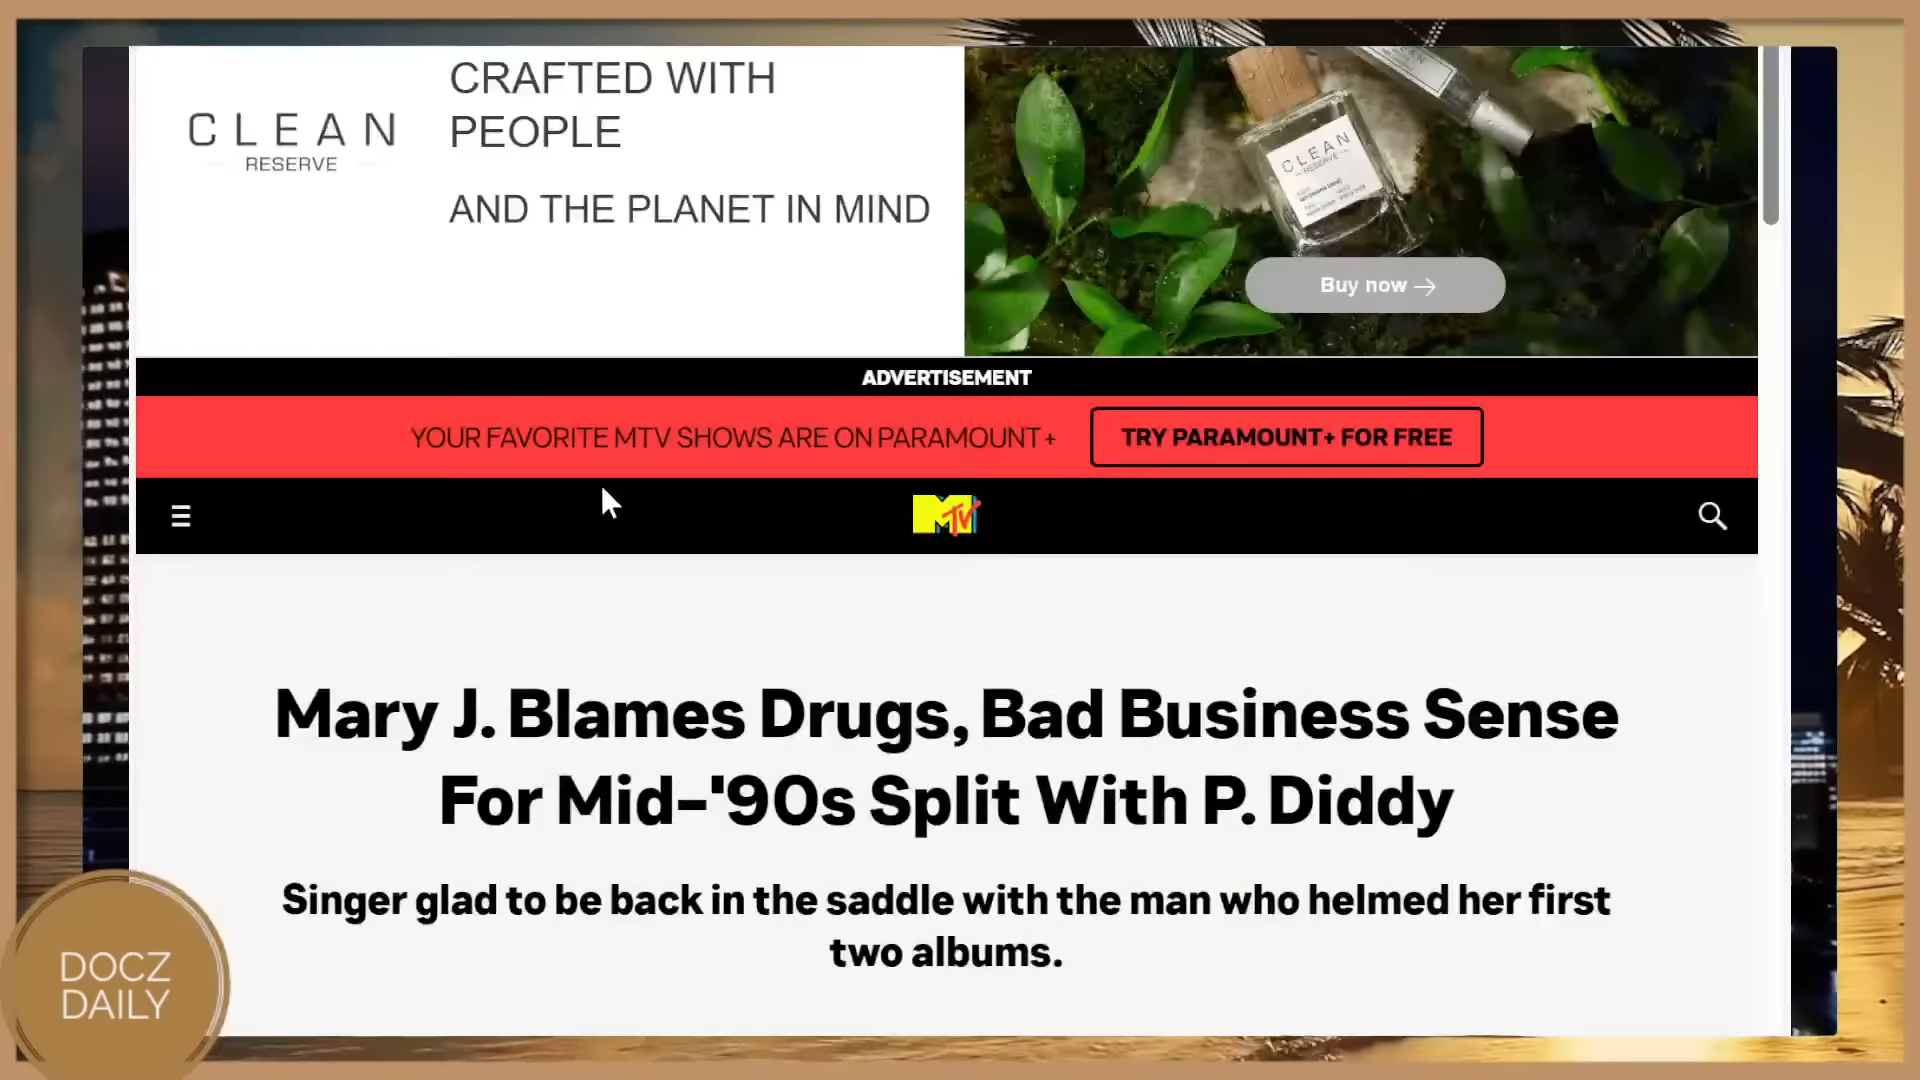 CRAFTED WITH
PEOPLE
AND THE PLANET IN MIND
CLEAN
RESERVE
CLEAN
RESERVE
Buy now
ADVERTISEMENT
YOUR FAVORITE MTV SHOWS ARE ON PARAMOUNT+
TRY PARAMOUNT+ FOR FREE
MTV
Mary J. Blames Drugs, Bad Business Sense
For Mid-'90s Split With P. Diddy
Singer glad to be back in the saddle with the man who helmed her first
two albums.
DOCZ
DAILY